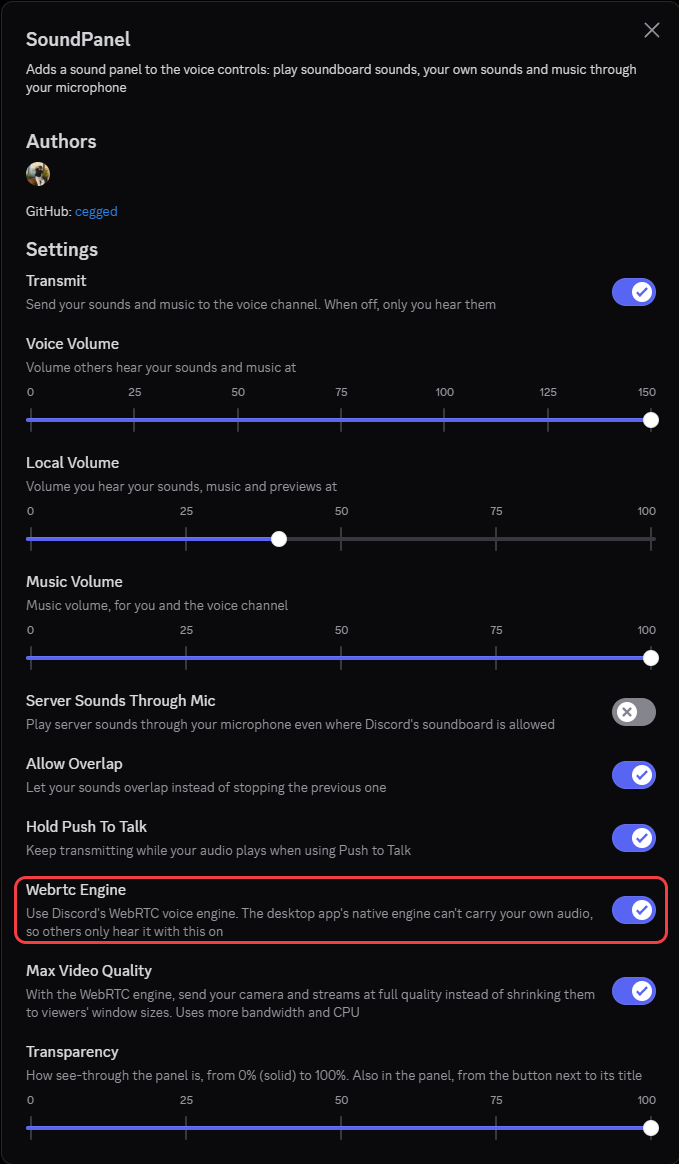 SoundPanel
Adds a sound panel to the voice controls: play soundboard sounds, your own sounds and music through
your microphone
Authors
GitHub: cegged
Settings
Transmit
Send your sounds and music to the voice channel. When off, only you hear them
Voice Volume
Volume others hear your sounds and music at
0 25 50 75 100 125 150
Local Volume
Volume you hear your sounds, music and previews at
0 25 50 75 100
Music Volume
Music volume, for you and the voice channel
0 25 50 75 100
Server Sounds Through Mic
Play server sounds through your microphone even where Discord's soundboard is allowed
Allow Overlap
Let your sounds overlap instead of stopping the previous one
Hold Push To Talk
Keep transmitting while your audio plays when using Push to Talk
Webrtc Engine
Use Discord's WebRTC voice engine. The desktop app's native engine can't carry your own audio,
so others only hear it with this on
Max Video Quality
With the WebRTC engine, send your camera and streams at full quality instead of shrinking them
to viewers' window sizes. Uses more bandwidth and CPU
Transparency
How see-through the panel is, from 0% (solid) to 100%. Also in the panel, from the button next to its title
0 25 50 75 100